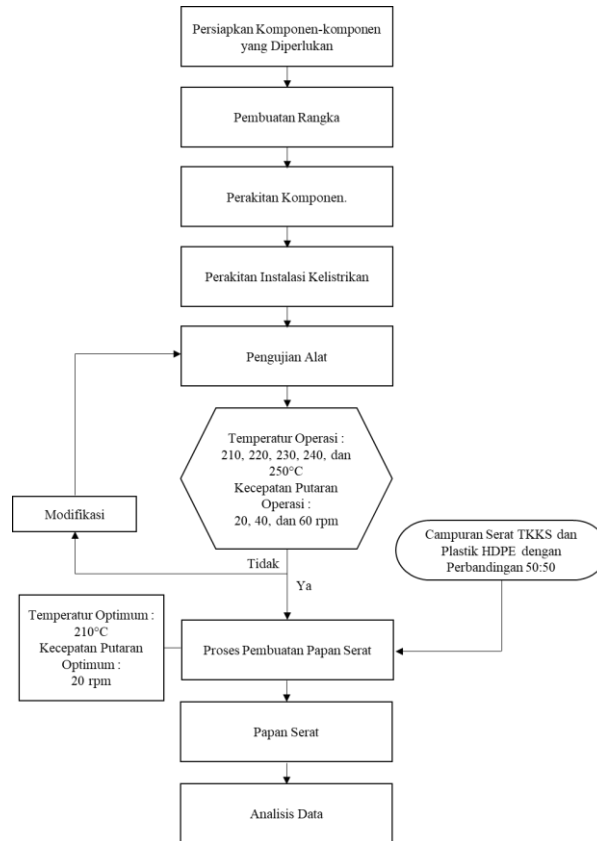 Persiapkan Komponen-komponen
yang Diperlukan
Pembuatan Rangka
Perakitan Komponen.
Perakitan Instalasi Kelistrikan
Pengujian Alat
Temperatur Operasi :
210, 220, 230, 240, dan
250°C
Kecepatan Putaran
Operasi :
20, 40, dan 60 rpm
Modifikasi
Campuran Serat TKKS dan
Plastik HDPE dengan
Perbandingan 50:50
Tidak
Ya
Temperatur Optimum :
210°C
Kecepatan Putaran
Optimum :
20 rpm
Proses Pembuatan Papan Serat
Papan Serat
Analisis Data